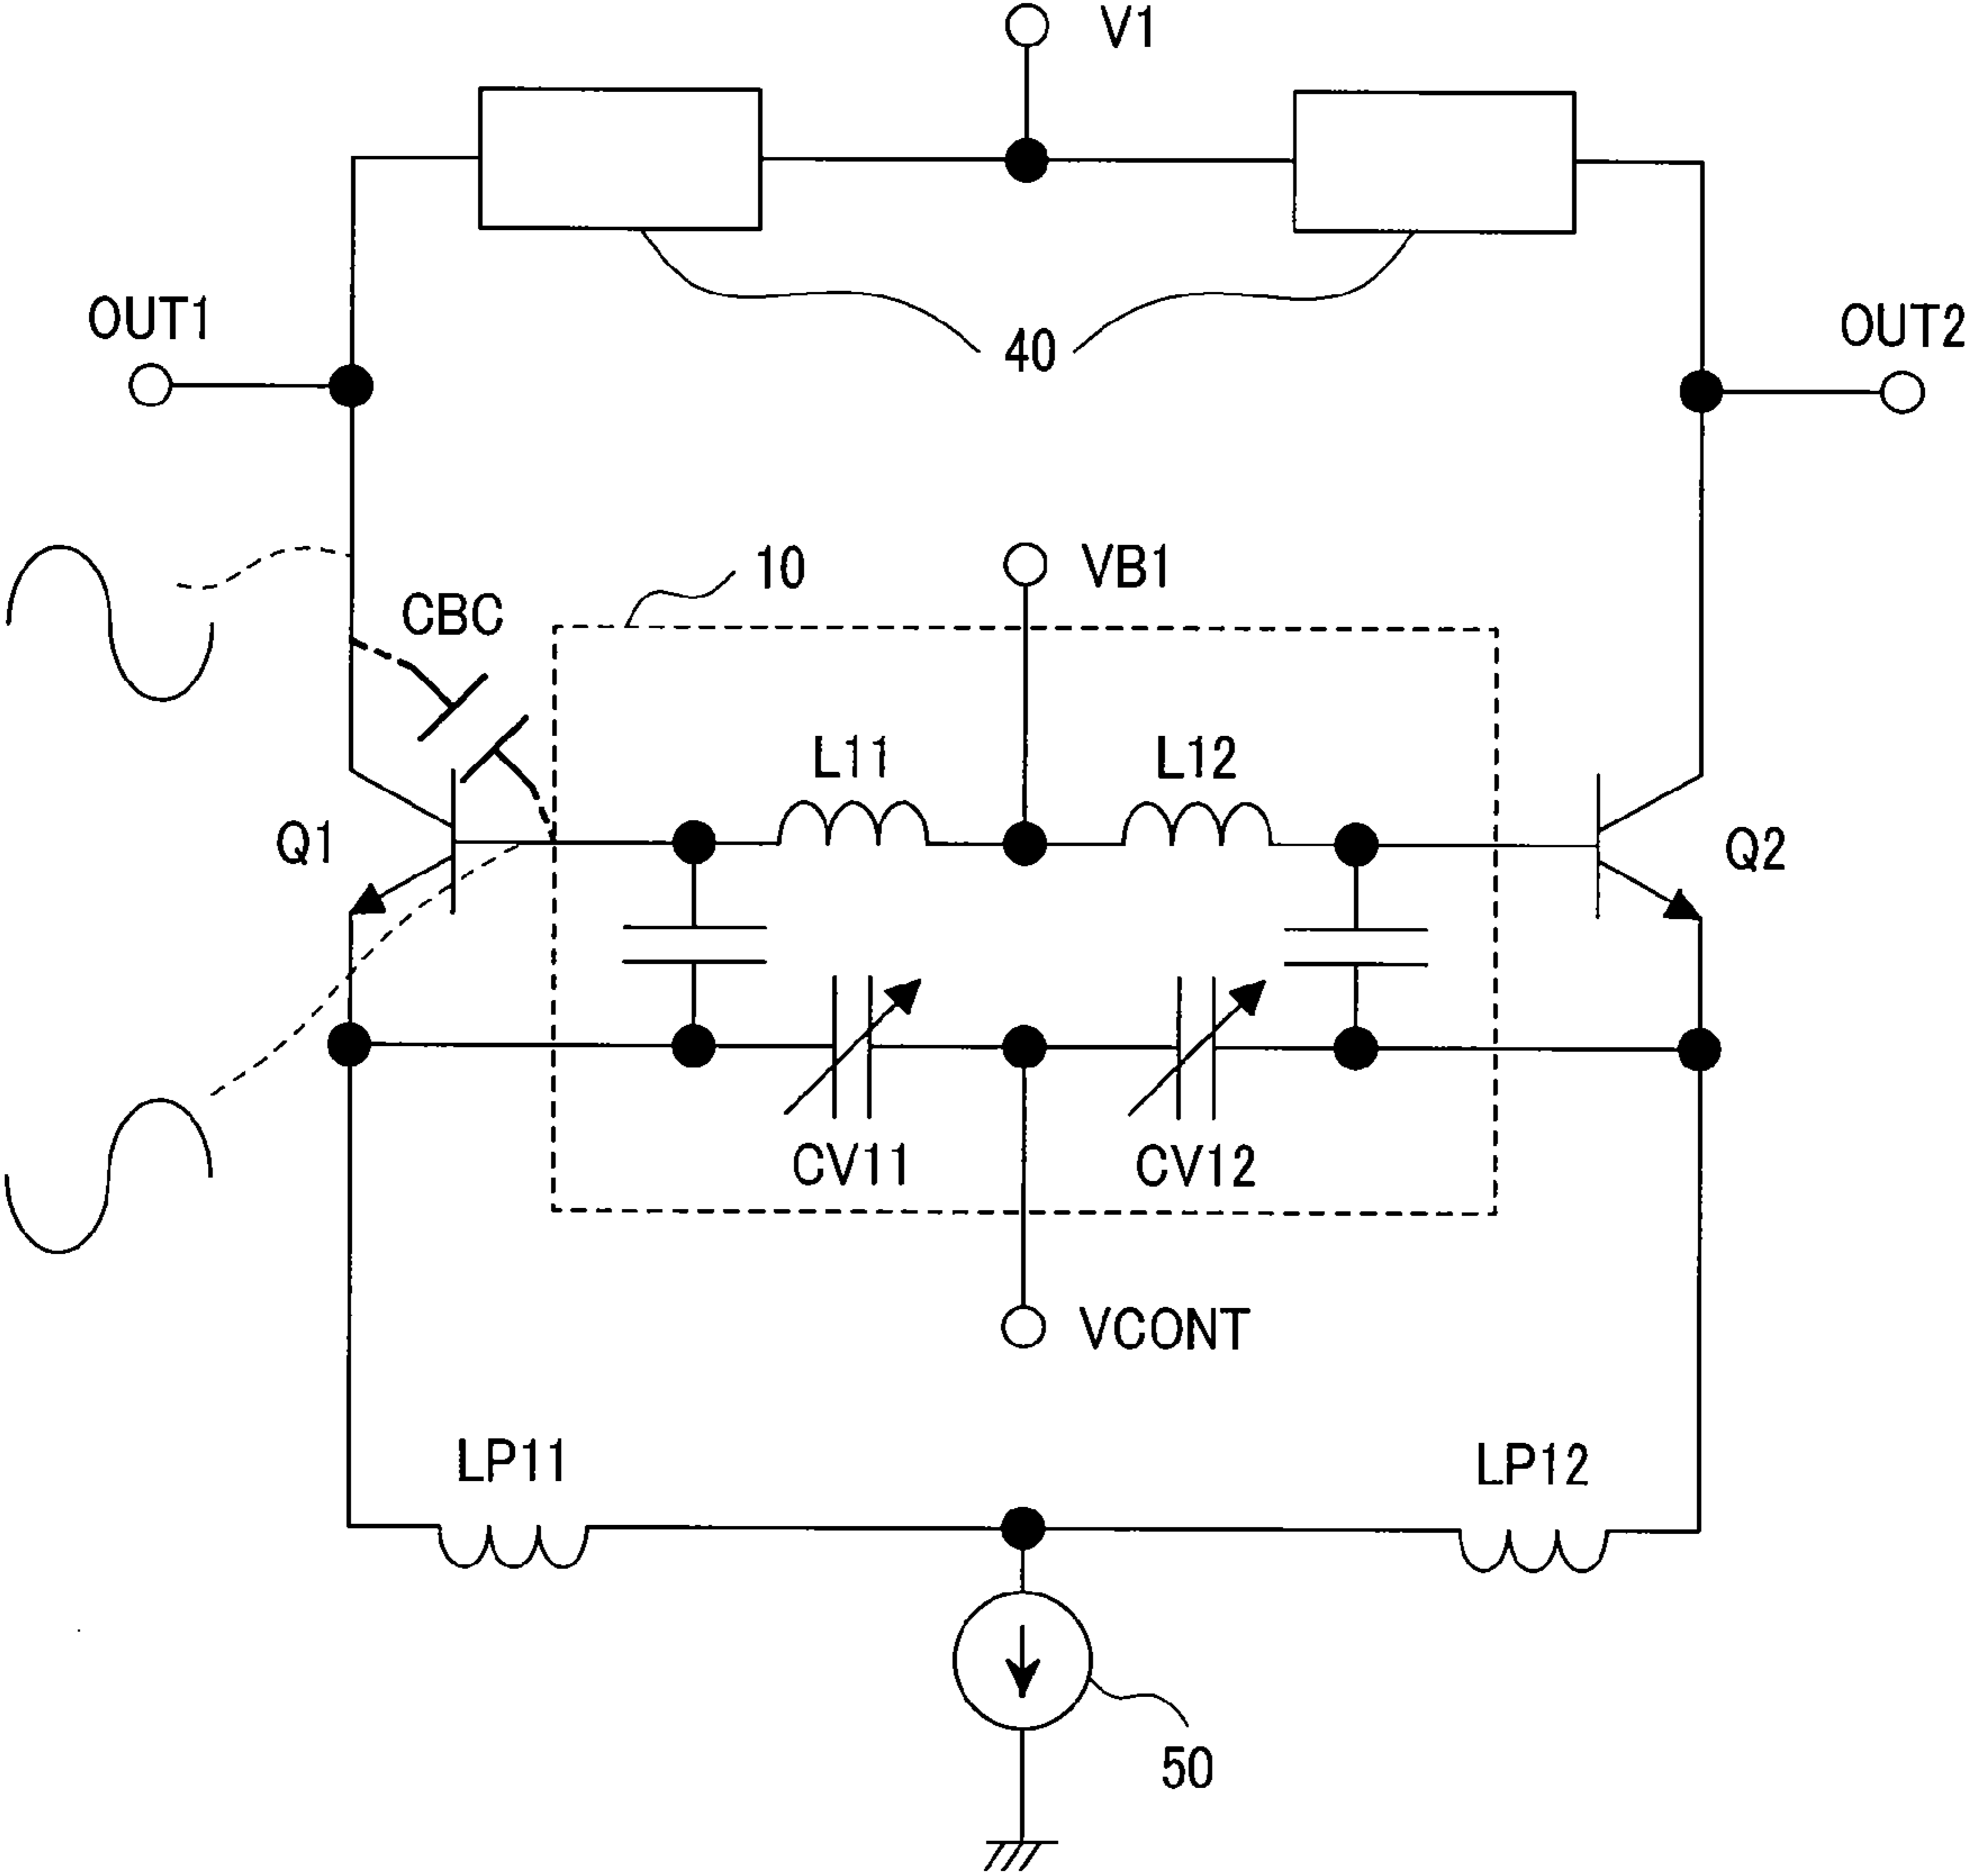 V1
OUT1
40
OUT2
10
VB1
CBC
L11
L12
Q1
Q2
CV11
CV12
VCONT
LP11
LP12
50